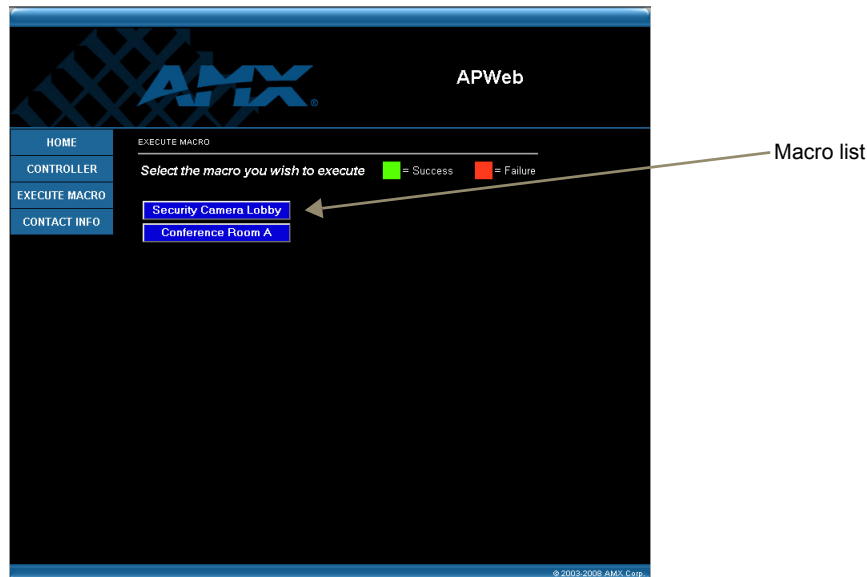 AMX®
APWeb
HOME
CONTROLLER
EXECUTE MACRO
CONTACT INFO
EXECUTE MACRO
Select the macro you wish to execute
= Success
= Failure
Security Camera Lobby
Conference Room A
Macro list
© 2003-2008 AMX Corp.